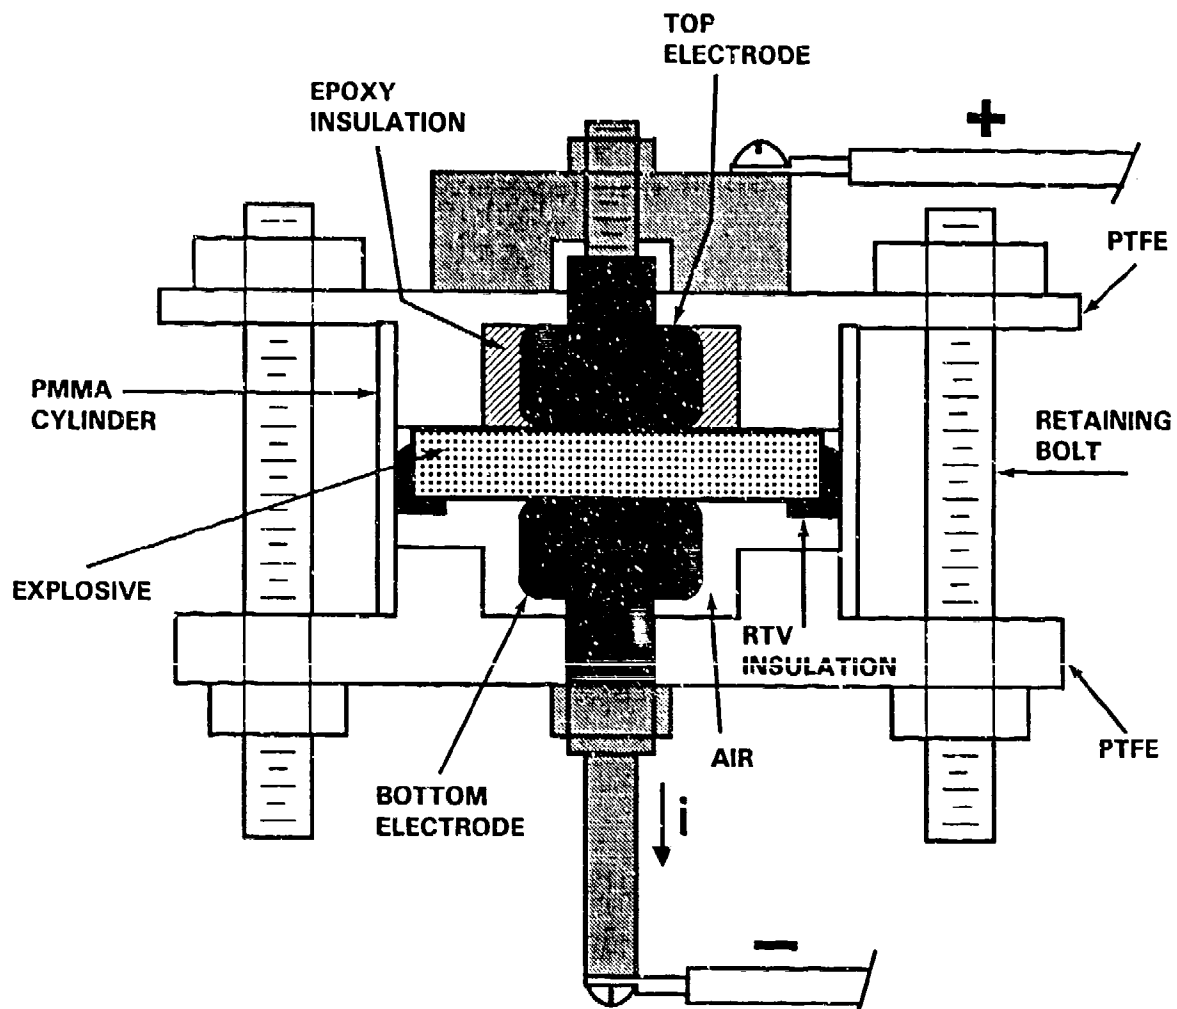 TOP
ELECTRODE
EPOXY
INSULATION
+
PTFE
PMMA
CYLINDER
RETAINING
BOLT
EXPLOSIVE
RTV
INSULATION
BOTTOM
ELECTRODE
AIR
PTFE
i
−